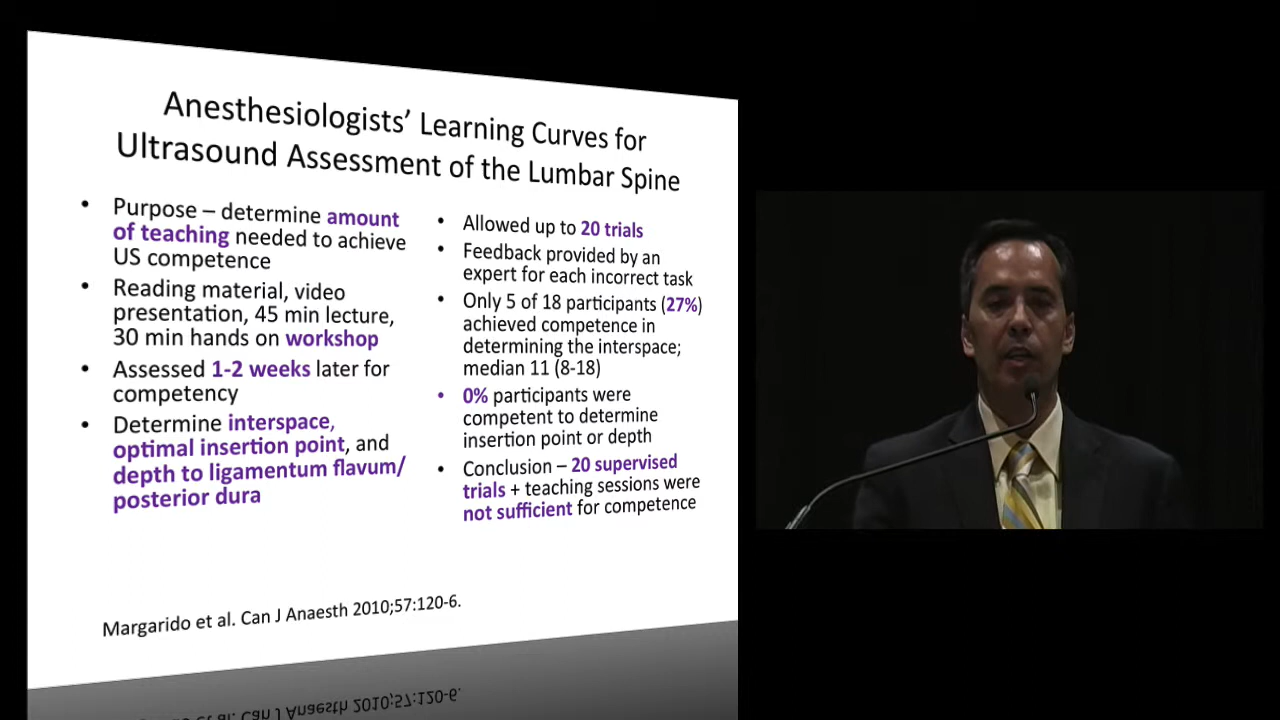 Anesthesiologists’ Learning Curves for
Ultrasound Assessment of the Lumbar Spine
• Purpose – determine amount
of teaching needed to achieve
US competence
• Reading material, video
presentation, 45 min lecture,
30 min hands on workshop
• Assessed 1-2 weeks later for
competency
• Determine interspace,
optimal insertion point, and
depth to ligamentum flavum/
posterior dura
• Allowed up to 20 trials
• Feedback provided by an
expert for each incorrect task
• Only 5 of 18 participants (27%)
achieved competence in
determining the interspace;
median 11 (8-18)
• 0% participants were
competent to determine
insertion point or depth
• Conclusion – 20 supervised
trials + teaching sessions were
not sufficient for competence
Margarido et al. Can J Anaesth 2010;57:120-6.